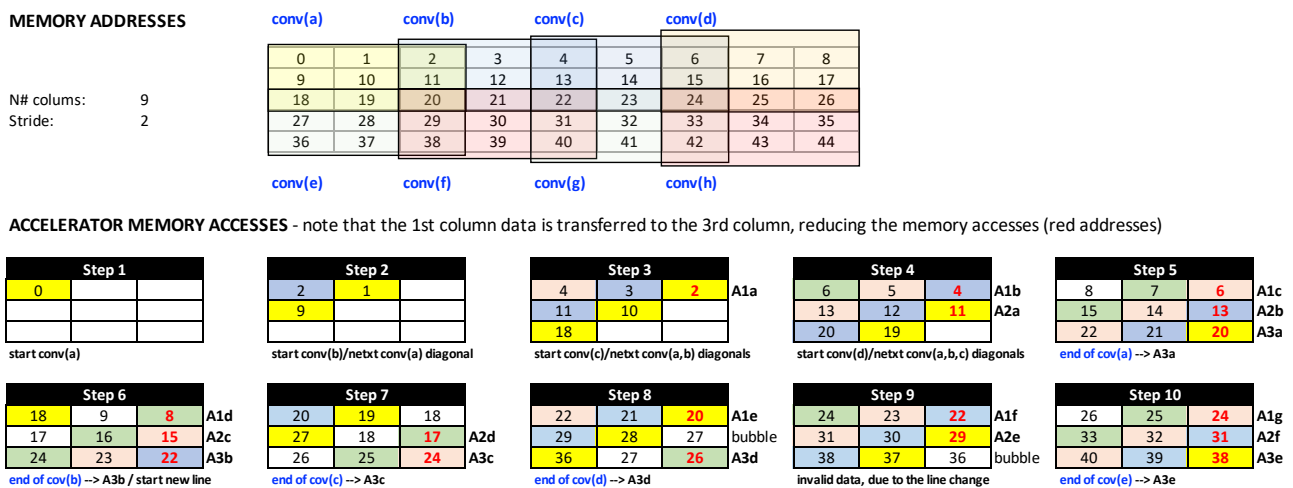 MEMORY ADDRESSES
conv(a) conv(b) conv(c) conv(d)
0 1 2 3 4 5 6 7 8
9 10 11 12 13 14 15 16 17
N# colums: 9 18 19 20 21 22 23 24 25 26
Stride: 2 27 28 29 30 31 32 33 34 35
36 37 38 39 40 41 42 43 44
conv(e) conv(f) conv(g) conv(h)
ACCELERATOR MEMORY ACCESSES - note that the 1st column data is transferred to the 3rd column, reducing the memory accesses (red addresses)
Step 1 Step 2 Step 3 Step 4 Step 5
0 2 1 4 3 2 A1a 6 5 4 A1b 8 7 6 A1c
9 11 10 13 12 11 A2a 15 14 13 A2b
18 20 19 22 21 20 A3a
start conv(a) start conv(b)/netxt conv(a) diagonal start conv(c)/netxt conv(a,b) diagonals start conv(d)/netxt conv(a,b,c) diagonals end of cov(a) --> A3a
Step 6 Step 7 Step 8 Step 9 Step 10
18 9 8 A1d 20 19 18 22 21 20 A1e 24 23 22 A1f 26 25 24 A1g
17 16 15 A2c 27 18 17 A2d 29 28 27 bubble 31 30 29 A2e 33 32 31 A2f
24 23 22 A3b 26 25 24 A3c 36 27 26 A3d 38 37 36 bubble 40 39 38 A3e
end of cov(b) --> A3b / start new line end of cov(c) --> A3c end of cov(d) --> A3d invalid data, due to the line change end of cov(e) --> A3e